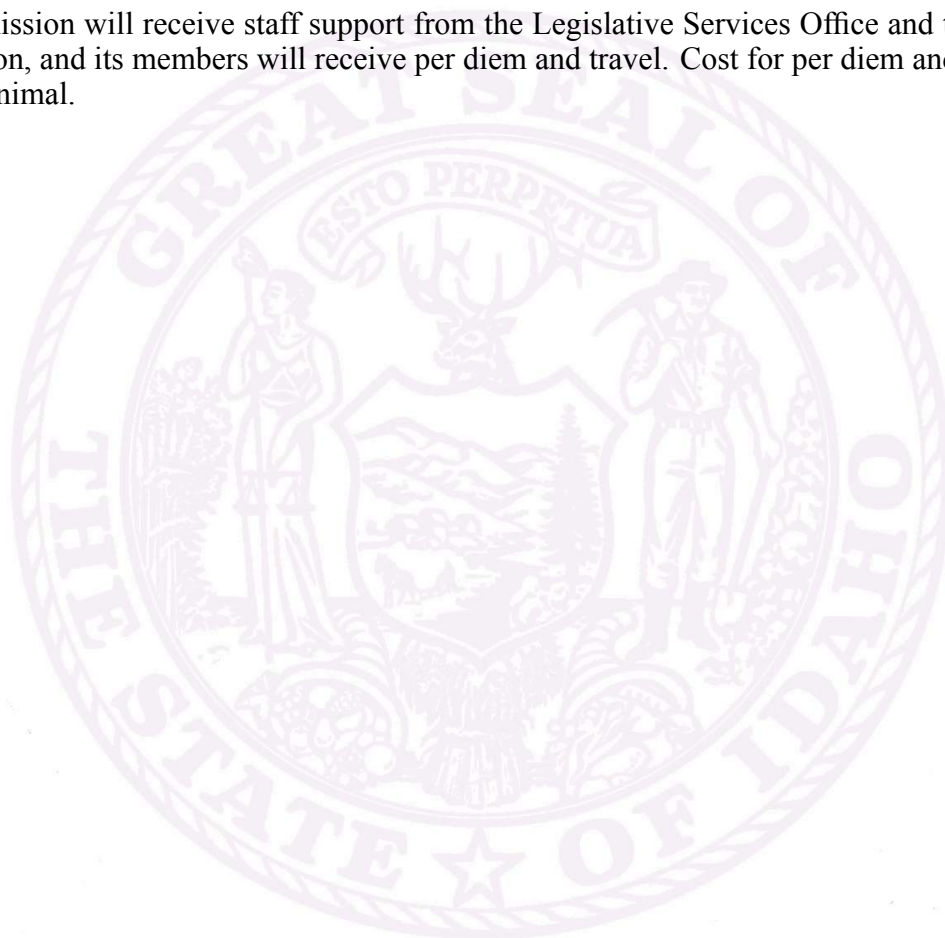 ission will receive staff support from the Legislative Services Office and t
on, and its members will receive per diem and travel. Cost for per diem and
nimal.
GREAT SEAL OF
ESTO PERPETUA
THE STATE OF IDAHO